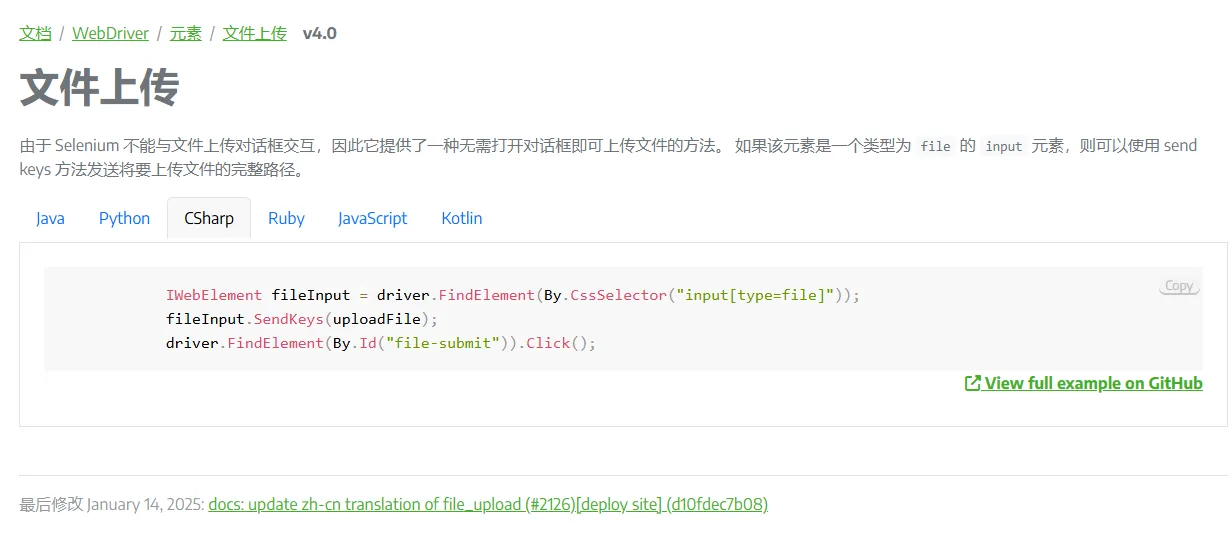 文档 / WebDriver / 元素 / 文件上传 v4.0
文件上传
由于 Selenium 不能与文件上传对话框交互，因此它提供了一种无需打开对话框即可上传文件的方法。 如果该元素是一个类型为 file 的 input 元素，则可以使用 send
keys 方法发送将要上传文件的完整路径。
Java Python CSharp Ruby JavaScript Kotlin
IWebElement fileInput = driver.FindElement(By.CssSelector("input[type=file]"));
Copy
fileInput.SendKeys(uploadFile);
driver.FindElement(By.Id("file-submit")).Click();
View full example on GitHub
最后修改 January 14, 2025: docs: update zh-cn translation of file_upload (#2126)[deploy site] (d10fdec7b08)